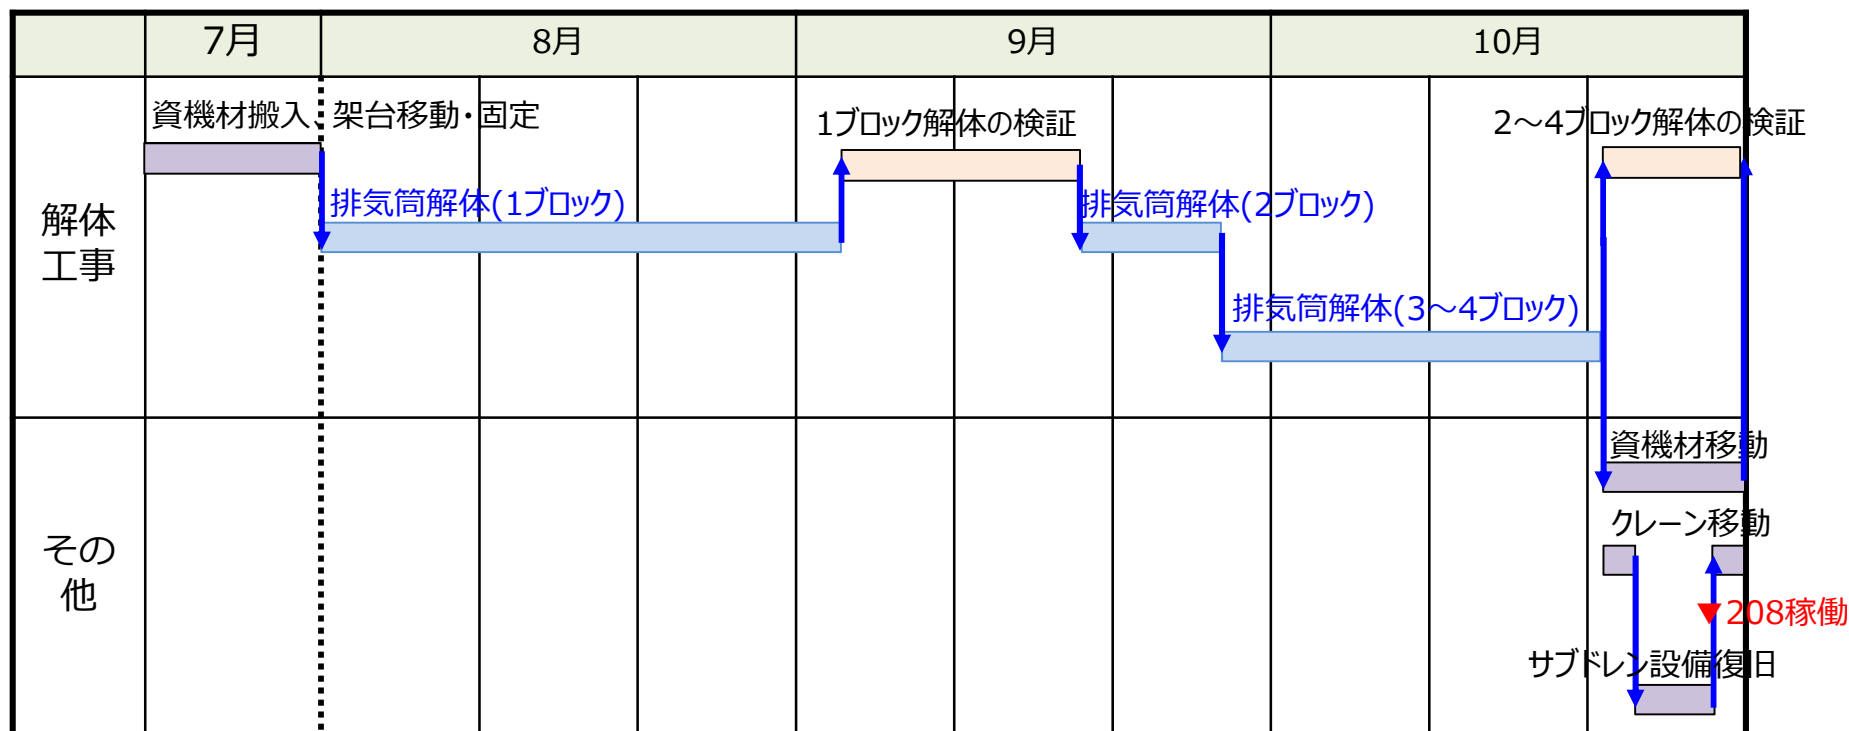 7月
8月
9月
10月
解体
工事
資機材搬入、架台移動・固定
1ブロック解体の検証
2～4ブロック解体の検証
排気筒解体(1ブロック)
排気筒解体(2ブロック)
排気筒解体(3～4ブロック)
その
他
資機材移動
クレーン移動
▼208稼働
サブドレン設備復旧